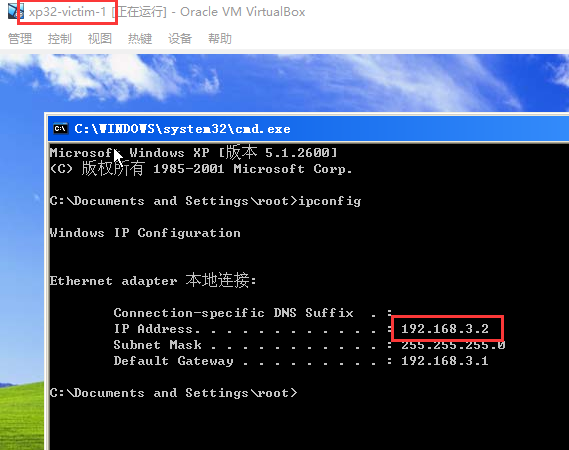 xp32-victim-1 [正在运行] - Oracle VM VirtualBox
管理 控制 视图 热键 设备 帮助
C:\WINDOWS\system32\cmd.exe
Microsoft Windows XP [版本 5.1.2600]
(C) 版权所有 1985-2001 Microsoft Corp.
C:\Documents and Settings\root>ipconfig
Windows IP Configuration
Ethernet adapter 本地连接:
Connection-specific DNS Suffix  . :
IP Address. . . . . . . . . . . . : 192.168.3.2
Subnet Mask . . . . . . . . . . . : 255.255.255.0
Default Gateway . . . . . . . . . : 192.168.3.1
C:\Documents and Settings\root>